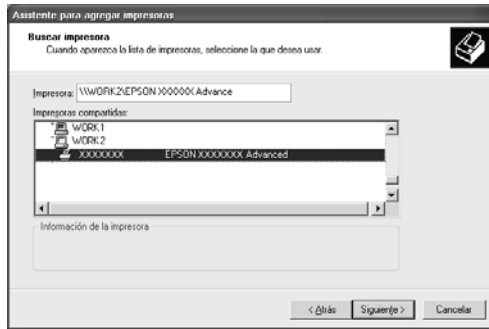 Asistente para agregar impresoras
Buscar impresora
Cuando aparezca la lista de impresoras, seleccione la que desea usar.
Impresora: \\WORK2\EPSON XXXXXX Advance
Impresoras compartidas:
WORK1
WORK2
XXXXXXX EPSON XXXXXXX Advanced
Información de la impresora
< Atrás Siguiente > Cancelar